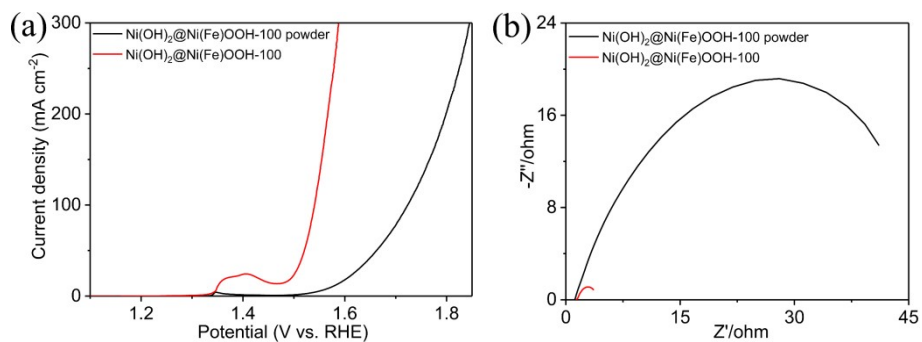 (a)
300
200
100
50
0
Current density (mA cm⁻²)
Ni(OH)₂@Ni(Fe)OOH-100 powder
Ni(OH)₂@Ni(Fe)OOH-100
1.2
1.4
1.6
1.8
Potential (V vs. RHE)
(b)
24
16
8
0
-Z''/ohm
Ni(OH)₂@Ni(Fe)OOH-100 powder
Ni(OH)₂@Ni(Fe)OOH-100
0
15
30
45
Z'/ohm